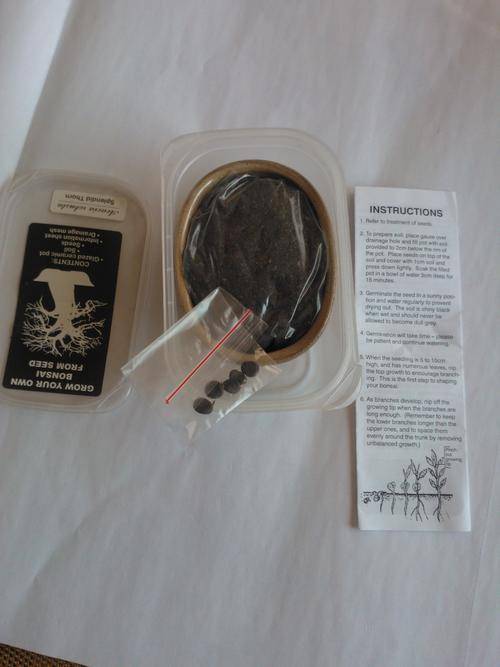 Splendid Thorn
GROW YOUR OWN
BONSAI
FROM SEED
CONTENTS:
• Glazed ceramic pot
• Soil
• Seeds
• Information sheet
• Drainage mesh
INSTRUCTIONS
1. Refer to treatment of seeds.
2. To prepare soil, place gauze over
drainage hole and fill pot with soil
provided to 2cm below the rim of
the pot. Place seeds on top of the
soil and cover with 1cm soil and
press down lightly. Soak the filled
pot in a bowl of water 3cm deep for
15 minutes.
3. Germinate the seed in a sunny posi-
tion and water regularly to prevent
drying out. The soil is shiny black
when wet and should never be
allowed to become dull grey.
4. Germination will take time - please
be patient and continue watering.
5. When the seedling is 5 to 10cm
high, and has numerous leaves, nip
the top growth to encourage branch-
ing. This is the first step to shaping
your bonsai.
6. As branches develop, nip off the
growing tip when the branches are
long enough. (Remember to keep
the lower branches longer than the
upper ones, and to space them
evenly around the trunk by removing
unbalanced growth.)
Pinch
out
growing
tip